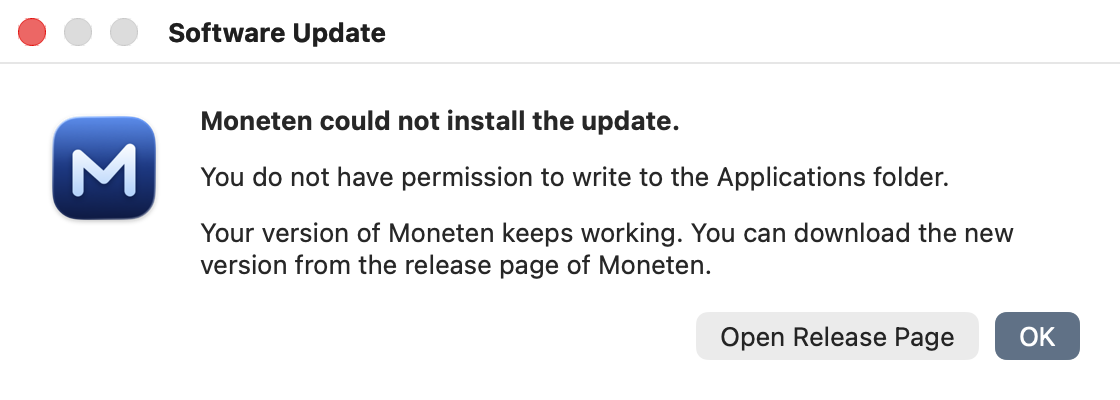 Software Update
Moneten could not install the update.
You do not have permission to write to the Applications folder.
Your version of Moneten keeps working. You can download the new
version from the release page of Moneten.
Open Release Page
OK